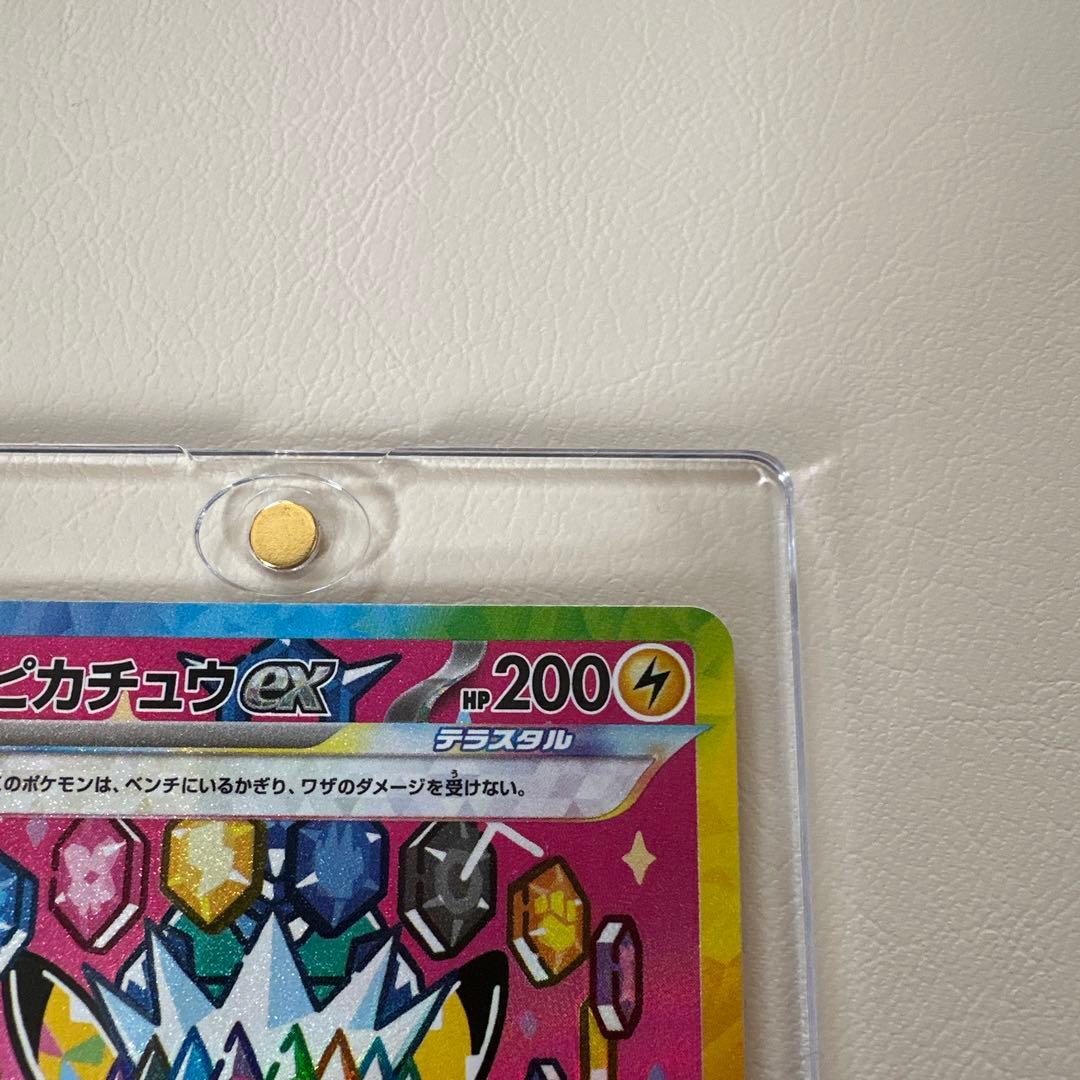 ピカチュウex HP200
テラスタル
のポケモンは、ベンチにいるかぎり、ワザのダメージを受けない。